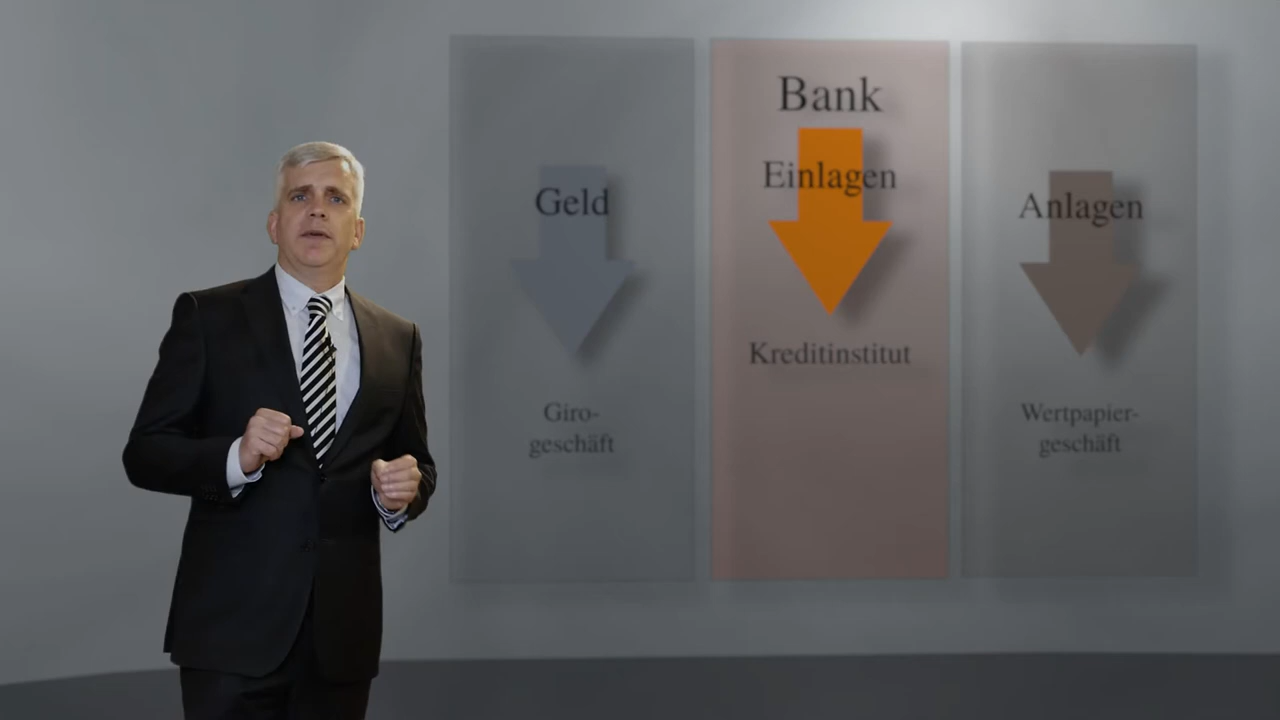 Geld
Giro-
geschäft
Bank
Einlagen
Kreditinstitut
Anlagen
Wertpapier-
geschäft